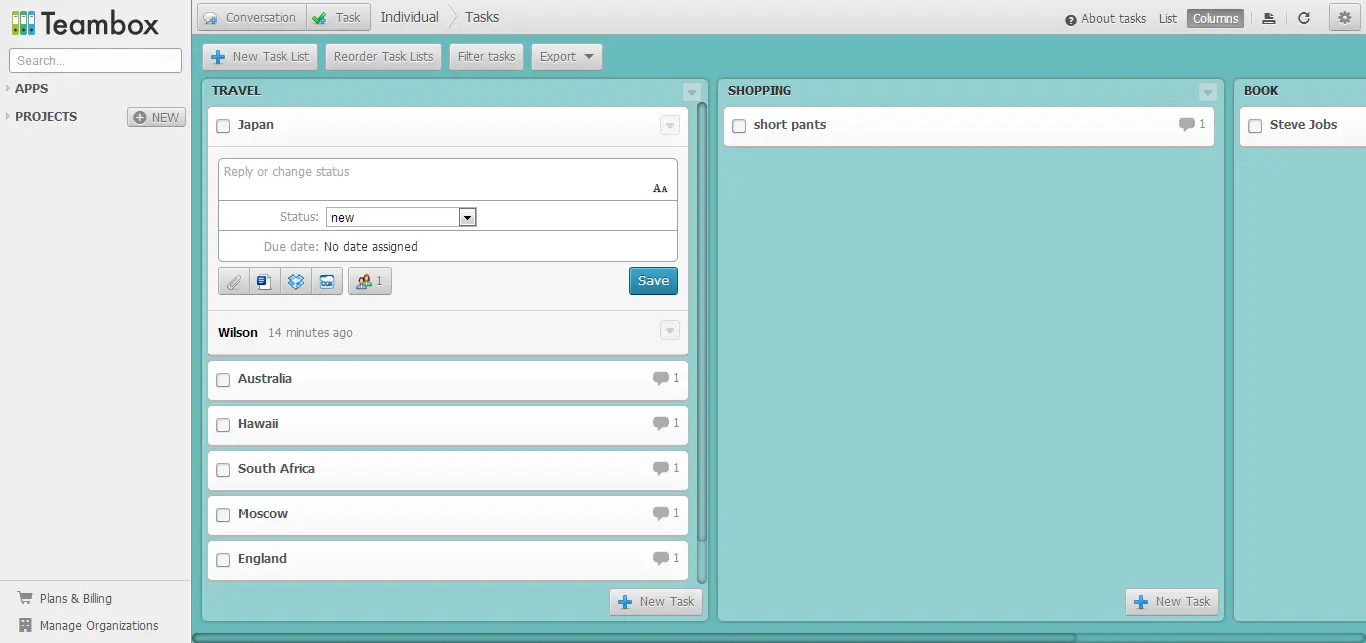 Teambox
Search...
APPS
PROJECTS
NEW
Plans & Billing
Manage Organizations
Conversation
Task
Individual
Tasks
About tasks
List
Columns
New Task List
Reorder Task Lists
Filter tasks
Export
TRAVEL
Japan
Reply or change status
AA
Status: new
Due date: No date assigned
1
Save
Wilson 14 minutes ago
Australia 1
Hawaii 1
South Africa 1
Moscow 1
England 1
New Task
SHOPPING
short pants 1
New Task
BOOK
Steve Jobs